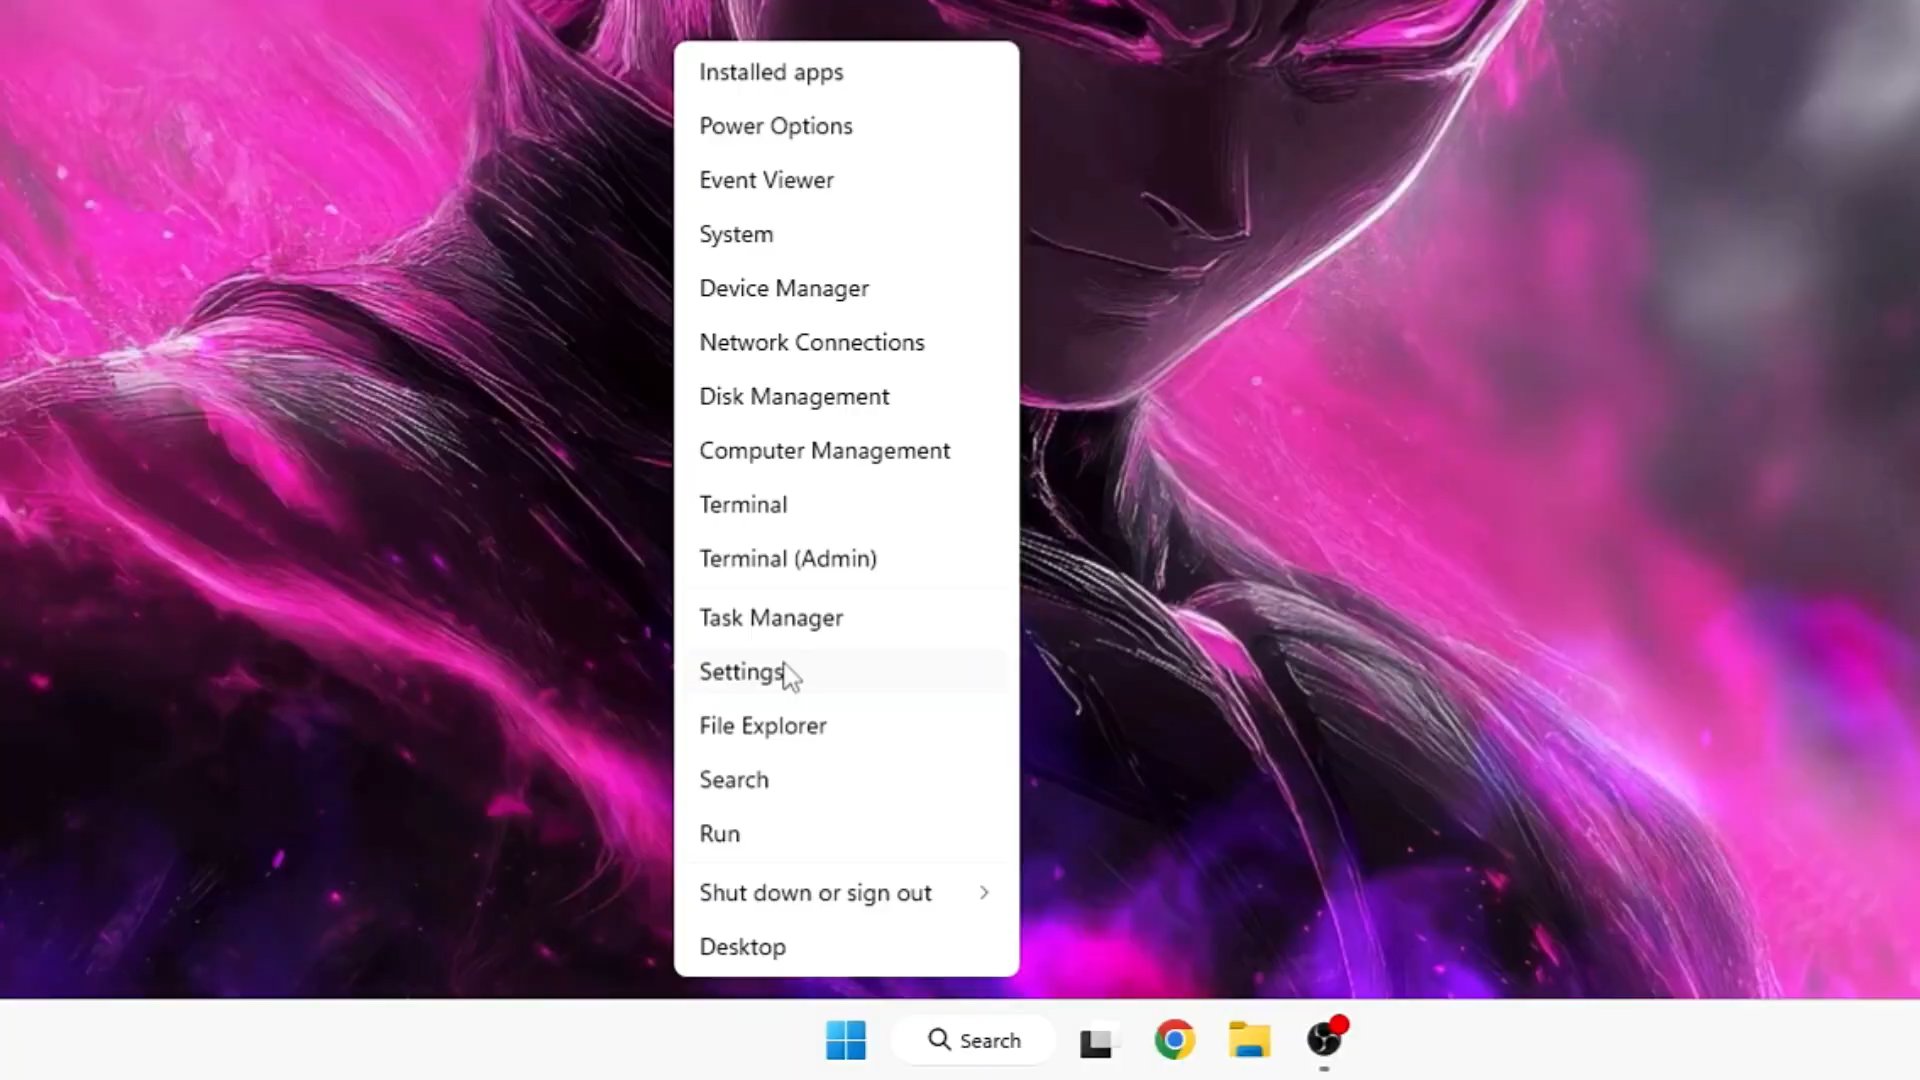 Installed apps
Power Options
Event Viewer
System
Device Manager
Network Connections
Disk Management
Computer Management
Terminal
Terminal (Admin)
Task Manager
Settings
File Explorer
Search
Run
Shut down or sign out
Desktop
Search